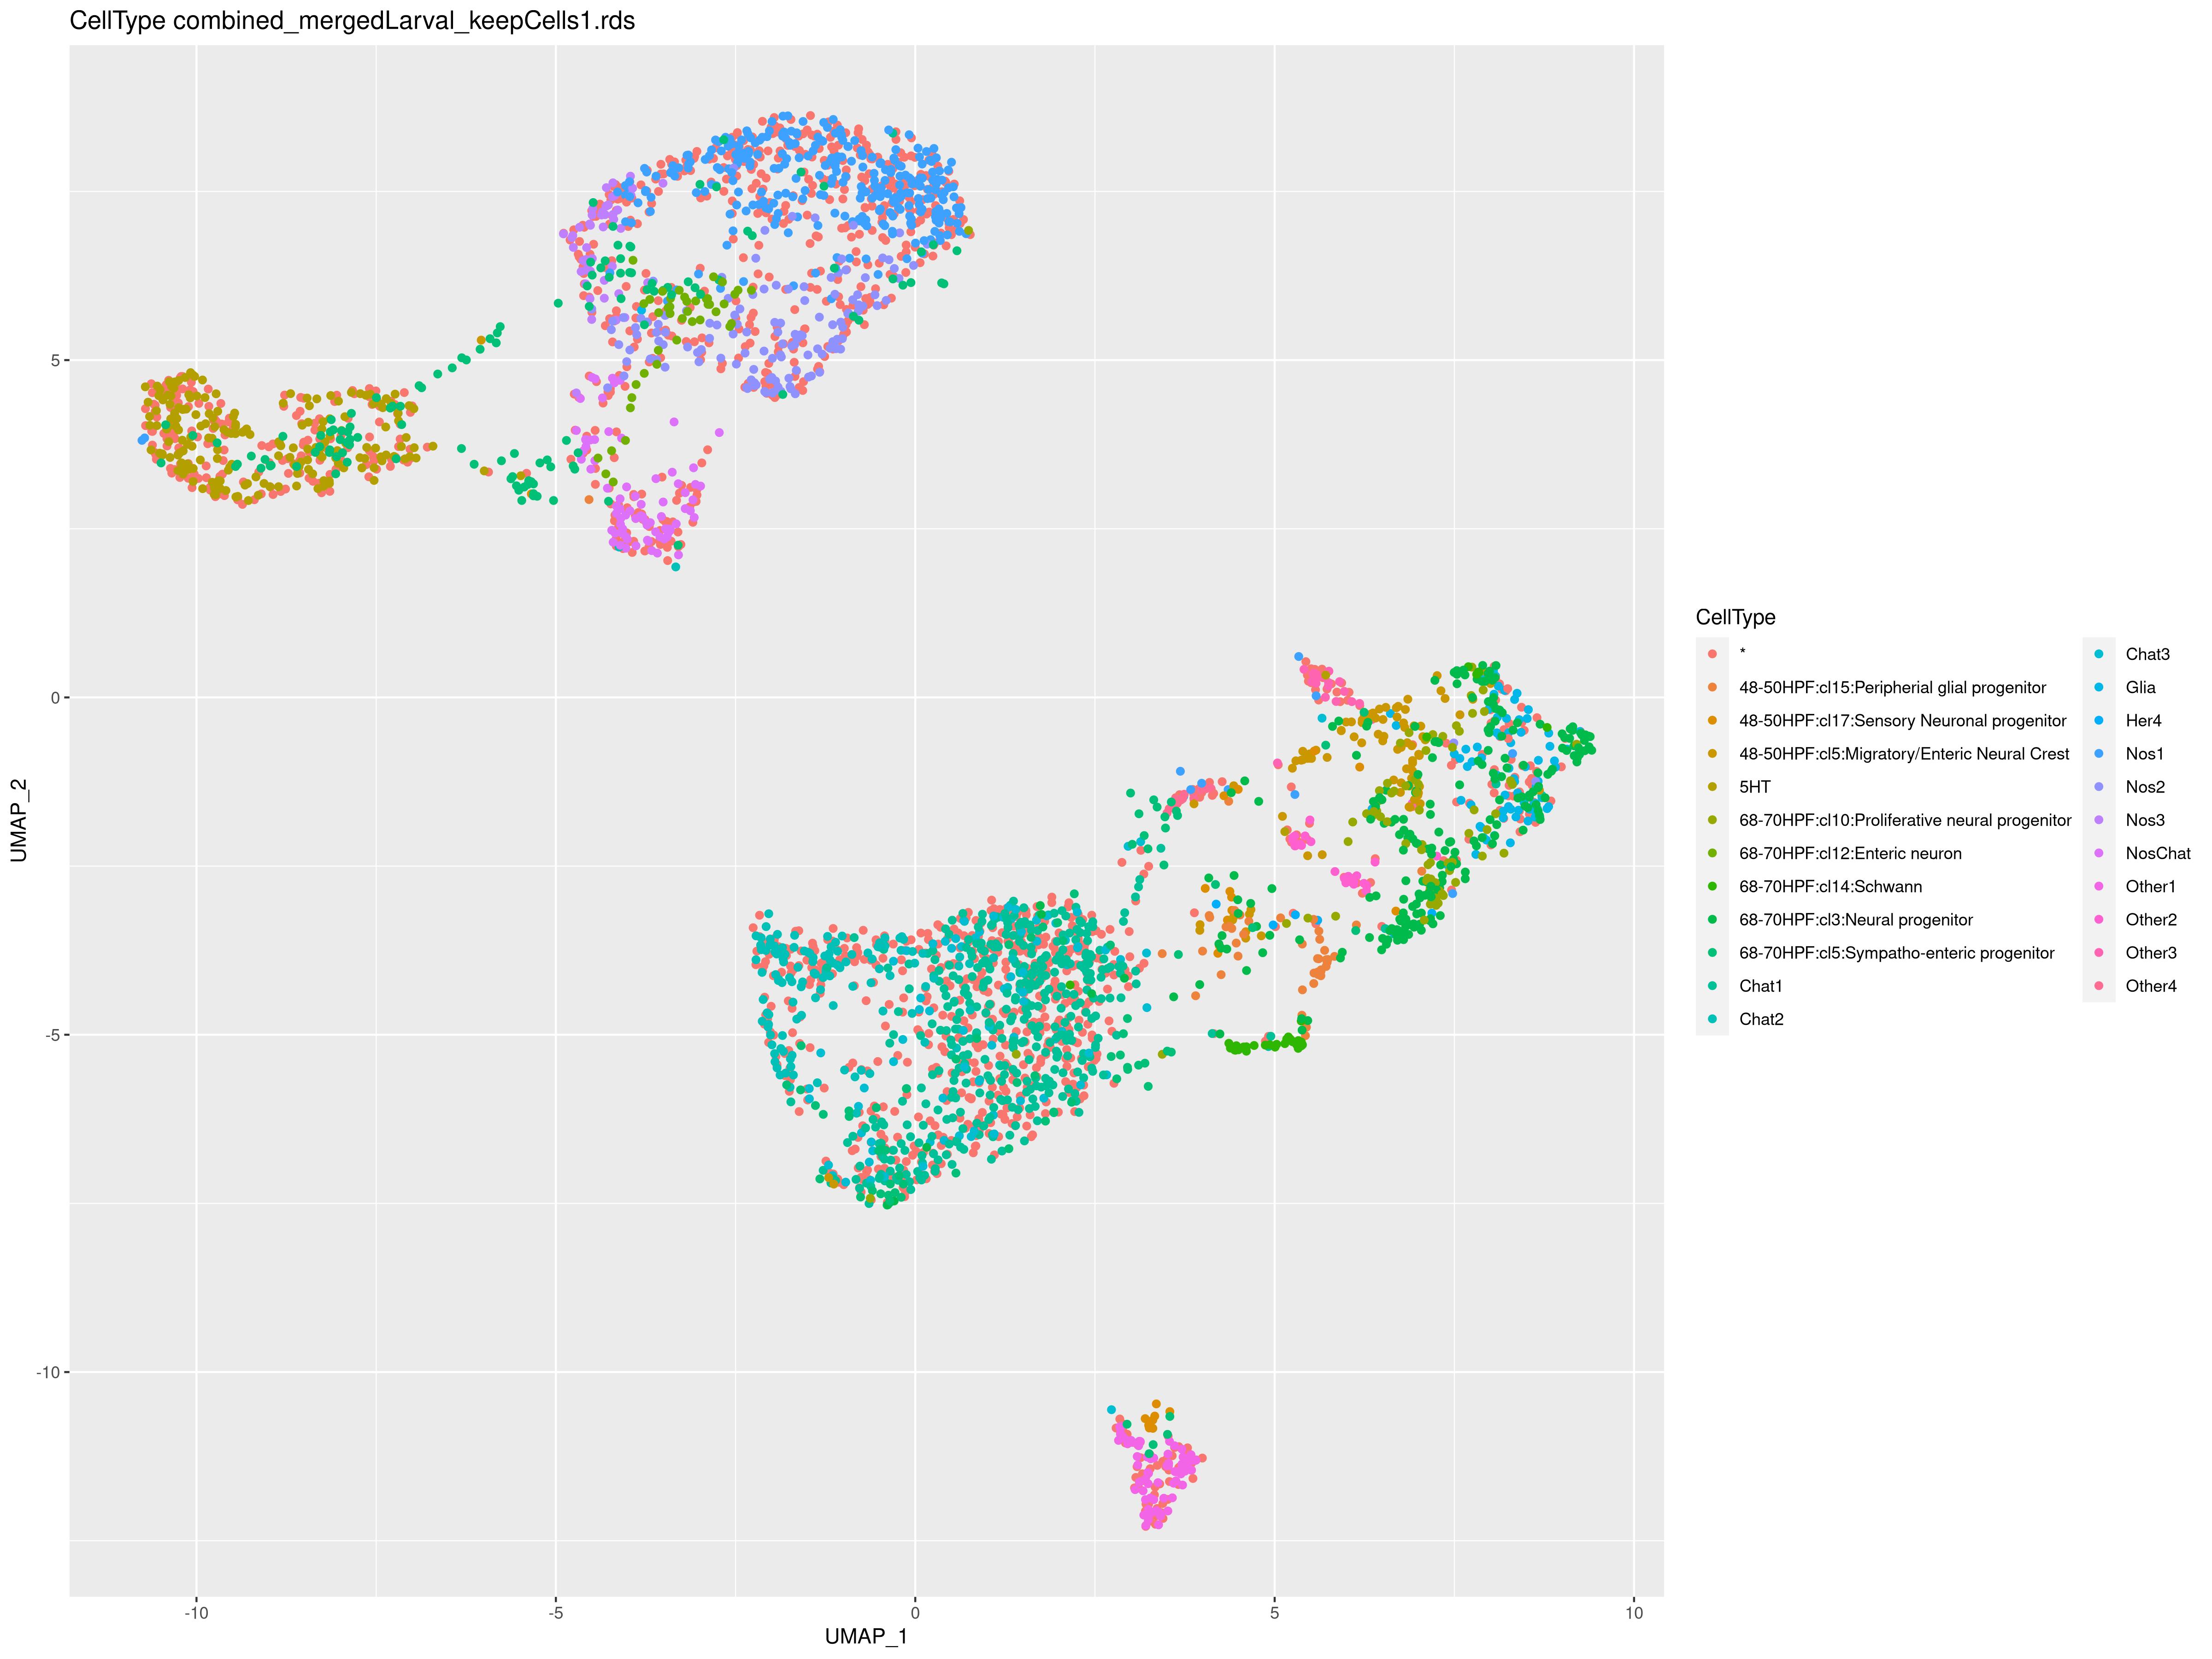 CellType combined_mergedLarval_keepCells1.rds
5
0
-5
-10
UMAP_2
-10
-5
0
5
10
UMAP_1
CellType
*
48-50HPF:cl15:Peripherial glial progenitor
48-50HPF:cl17:Sensory Neuronal progenitor
48-50HPF:cl5:Migratory/Enteric Neural Crest
5HT
68-70HPF:cl10:Proliferative neural progenitor
68-70HPF:cl12:Enteric neuron
68-70HPF:cl14:Schwann
68-70HPF:cl3:Neural progenitor
68-70HPF:cl5:Sympatho-enteric progenitor
Chat1
Chat2
Chat3
Glia
Her4
Nos1
Nos2
Nos3
NosChat
Other1
Other2
Other3
Other4